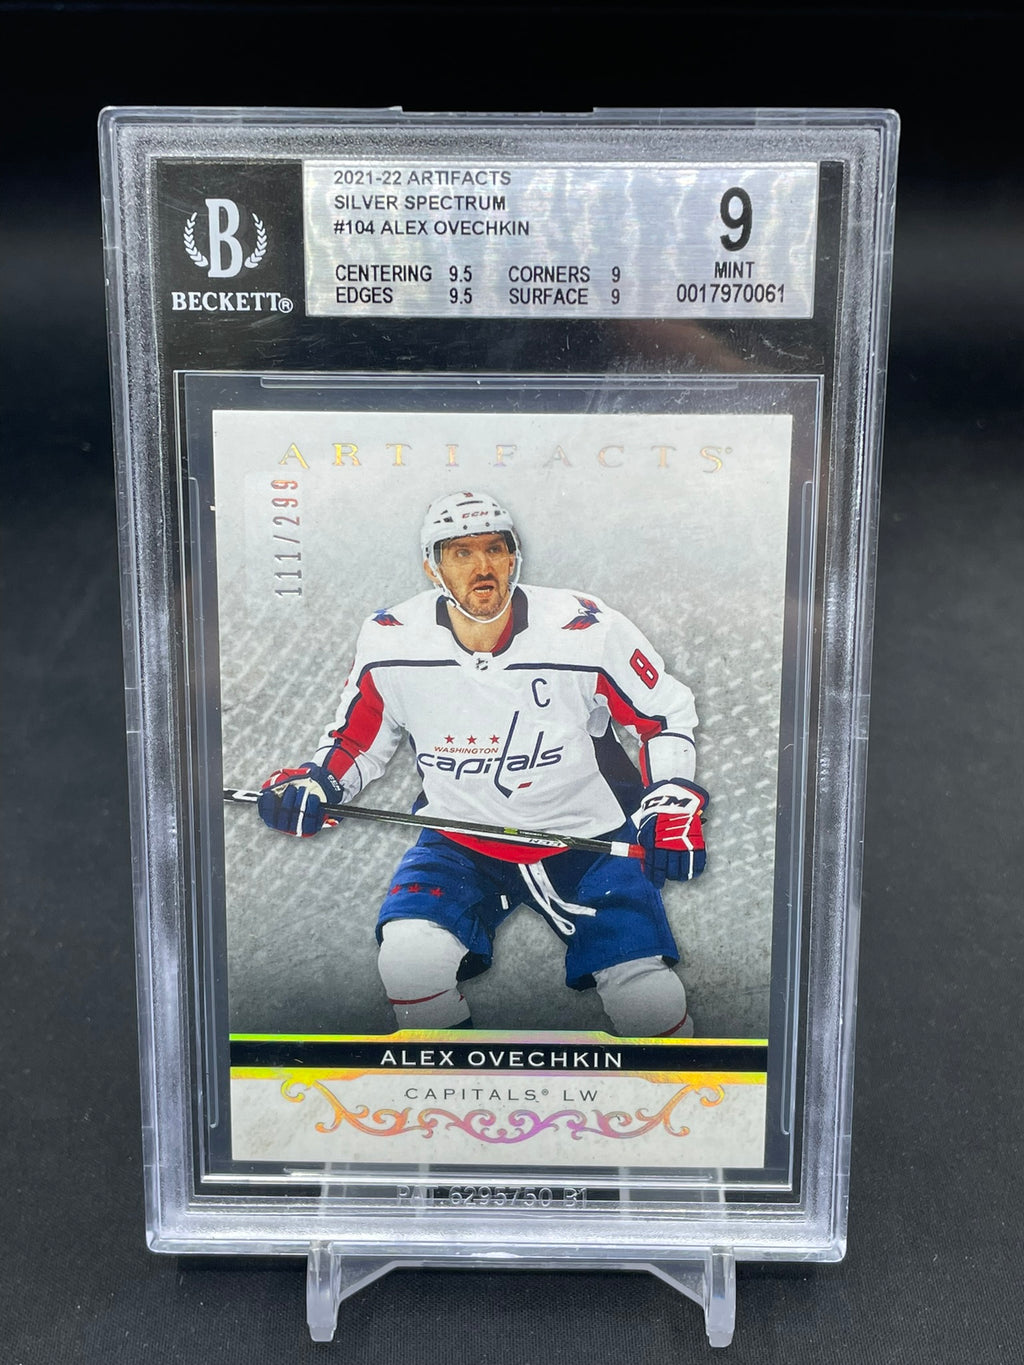 2021-22 ARTIFACTS
SILVER SPECTRUM
#104 ALEX OVECHKIN
CENTERING 9.5 CORNERS 9
EDGES 9.5 SURFACE 9
9
MINT
0017970061
B
BECKETT®
ARTIFACTS®
111/299
8
CCM
8
C
WASHINGTON
capitals
CCM
ALEX OVECHKIN
CAPITALS® LW
PAT. 6295750 B1